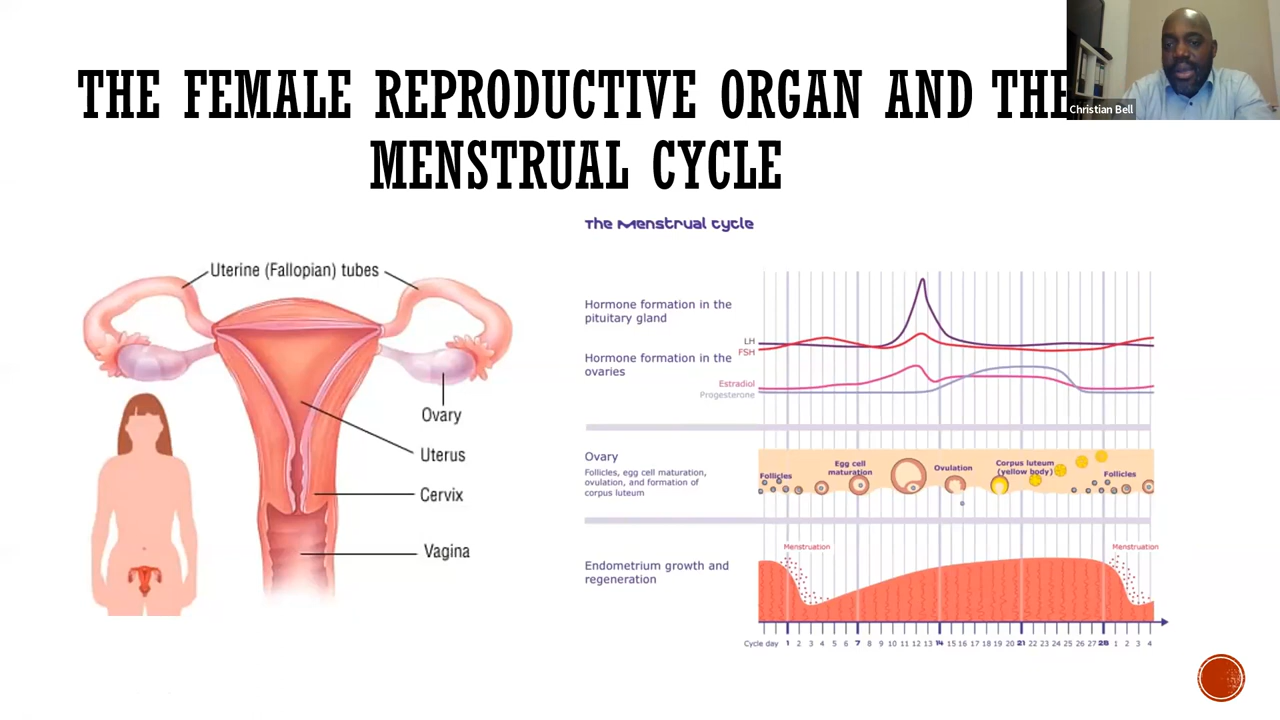 THE FEMALE REPRODUCTIVE ORGAN AND THE
MENSTRUAL CYCLE
Christian Bell
Uterine (Fallopian) tubes
Ovary
Uterus
Cervix
Vagina
The Menstrual cycle
Hormone formation in the
pituitary gland
LH
FSH
Hormone formation in the
ovaries
Estradiol
Progesterone
Ovary
Follicles, egg cell maturation,
ovulation, and formation of
corpus luteum
Follicles
Egg cell
maturation
Ovulation
Corpus luteum
(yellow body)
Follicles
Endometrium growth and
regeneration
Menstruation
Menstruation
Cycle day 1 2 3 4 5 6 7 8 9 10 11 12 13 14 15 16 17 18 19 20 21 22 23 24 25 26 27 28 1 2 3 4